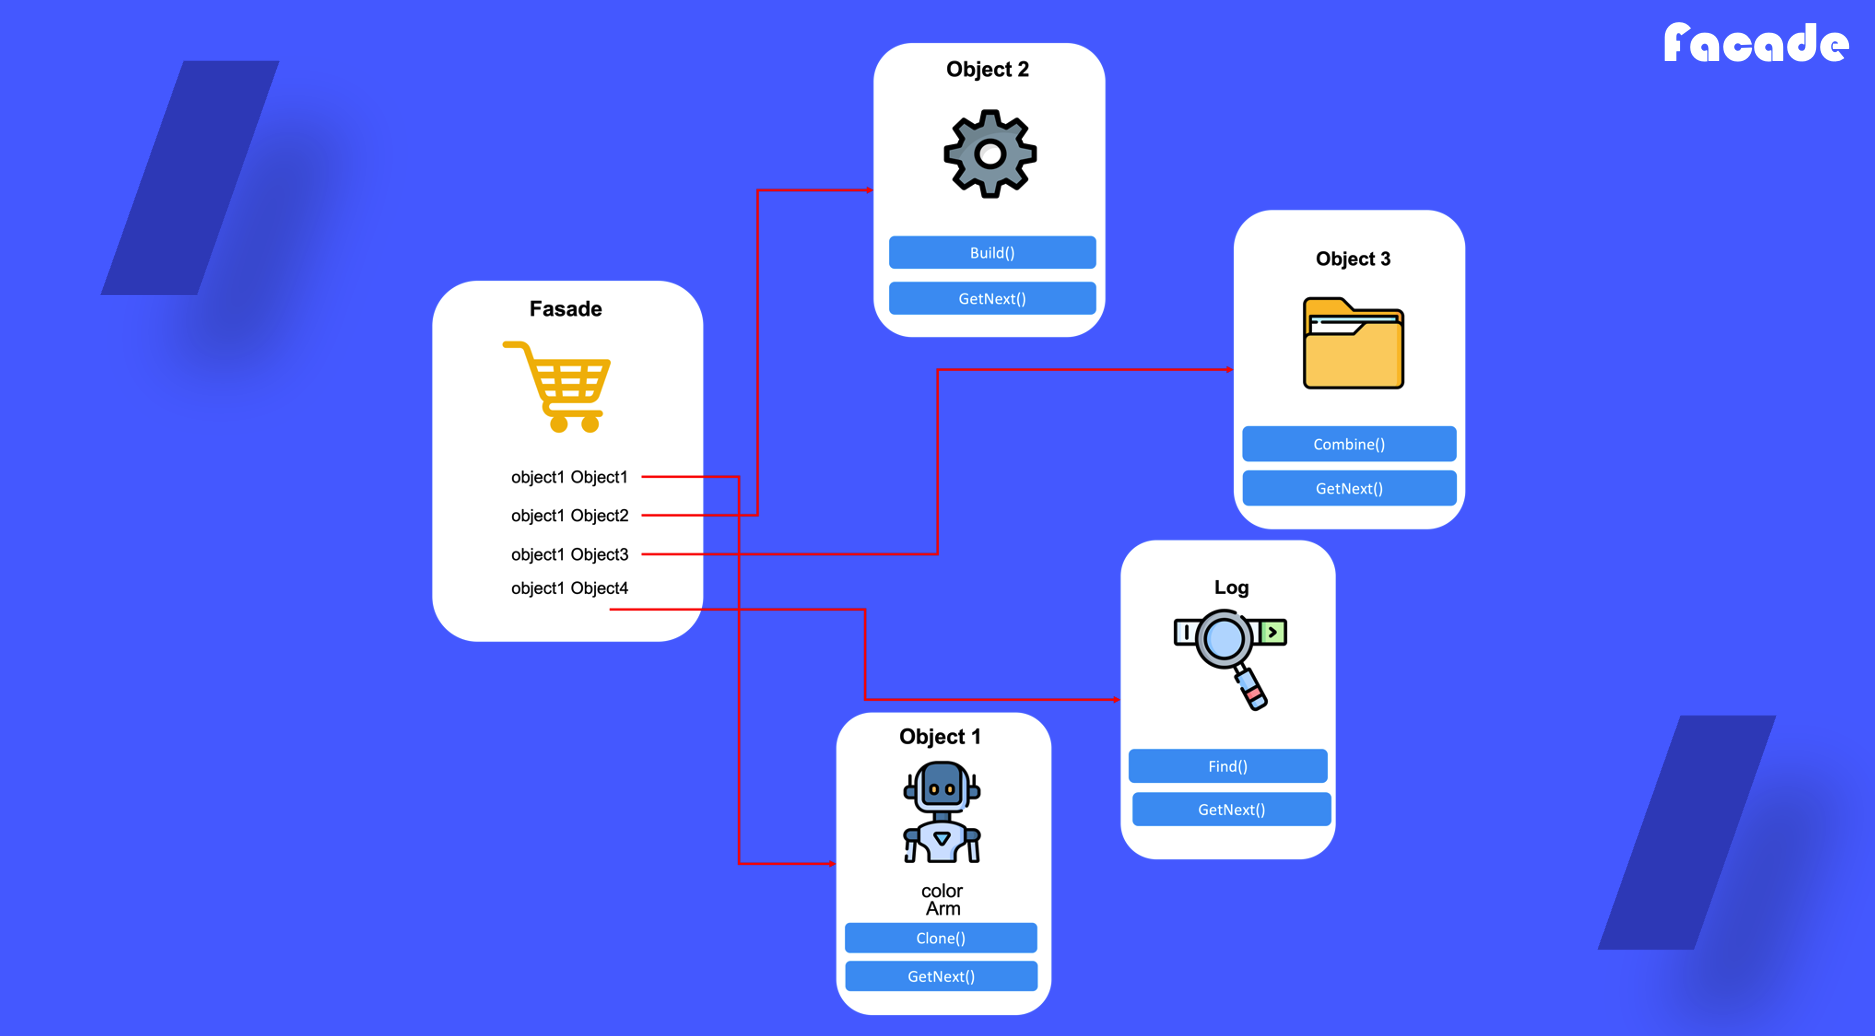 Facade
Object 2
Build()
GetNext()
Object 3
Combine()
GetNext()
Fasade
object1 Object1
object1 Object2
object1 Object3
object1 Object4
Log
Find()
GetNext()
Object 1
color
Arm
Clone()
GetNext()